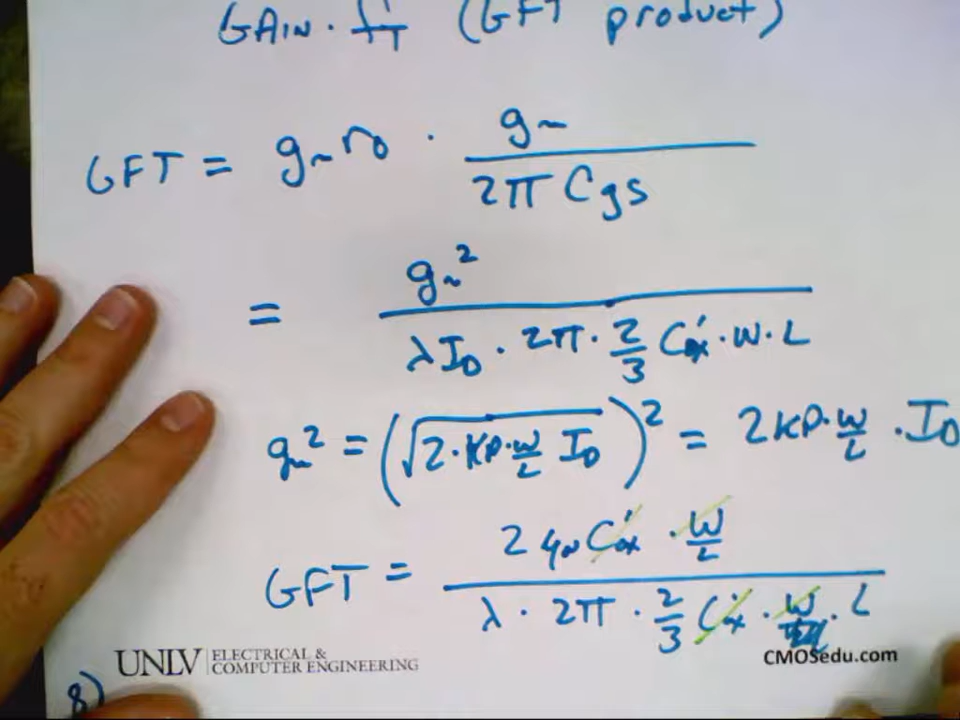 GAIN · fT (GFT product)
GFT = gm ro · gm / 2π Cgs
= gm² / λ ID · 2π · 2/3 C'ox · W · L
gm² = (√2 · KP · W/L ID)² = 2KP · W/L · ID
GFT = 2 μn C'ox · W/L / λ · 2π · 2/3 C'ox · W · L
UNLV | ELECTRICAL & COMPUTER ENGINEERING
CMOSedu.com
8)